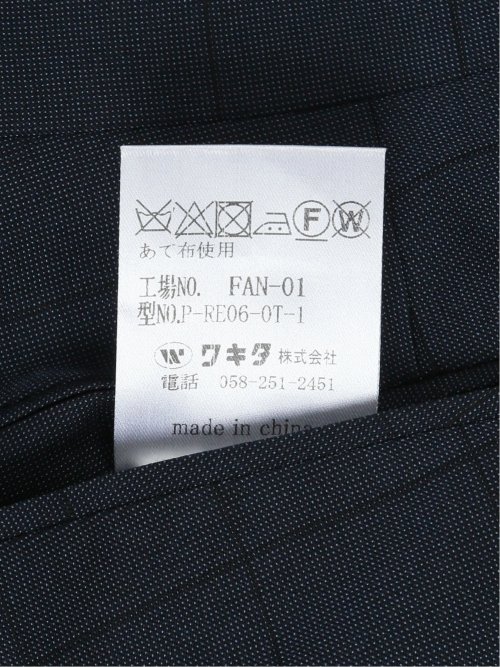 F W
あて布使用
工場NO. FAN-01
型NO.P-RE06-0T-1
W ワキタ 株式会社
電話 058-251-2451
made in china